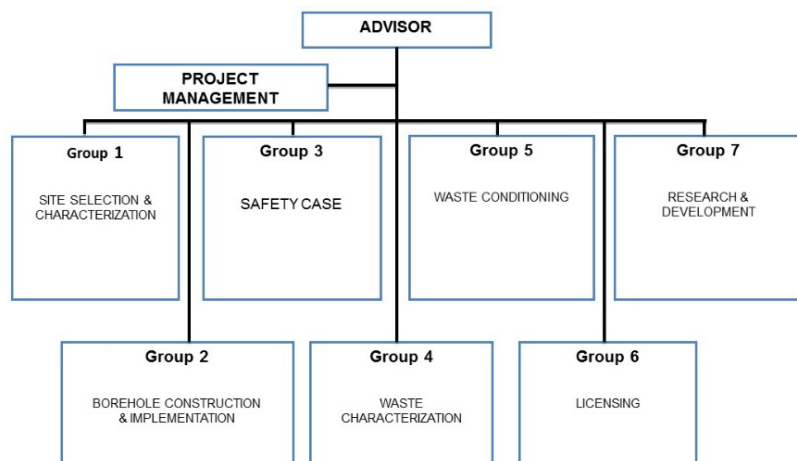 ADVISOR
PROJECT
MANAGEMENT
Group 1
SITE SELECTION &
CHARACTERIZATION
Group 3
SAFETY CASE
Group 5
WASTE CONDITIONING
Group 7
RESEARCH &
DEVELOPMENT
Group 2
BOREHOLE CONSTRUCTION
& IMPLEMENTATION
Group 4
WASTE
CHARACTERIZATION
Group 6
LICENSING